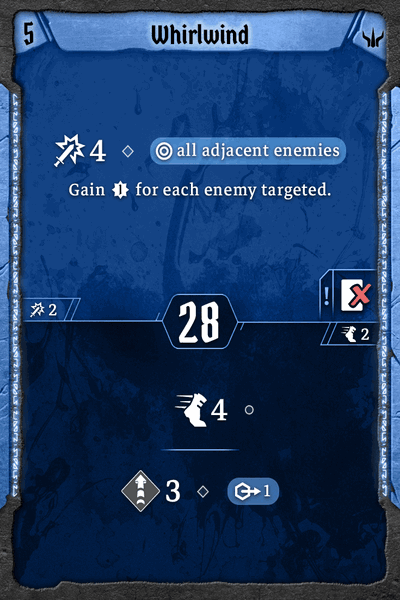 5 Whirlwind
4 all adjacent enemies
Gain 1 for each enemy targeted.
!
2 28
2
4
3 1